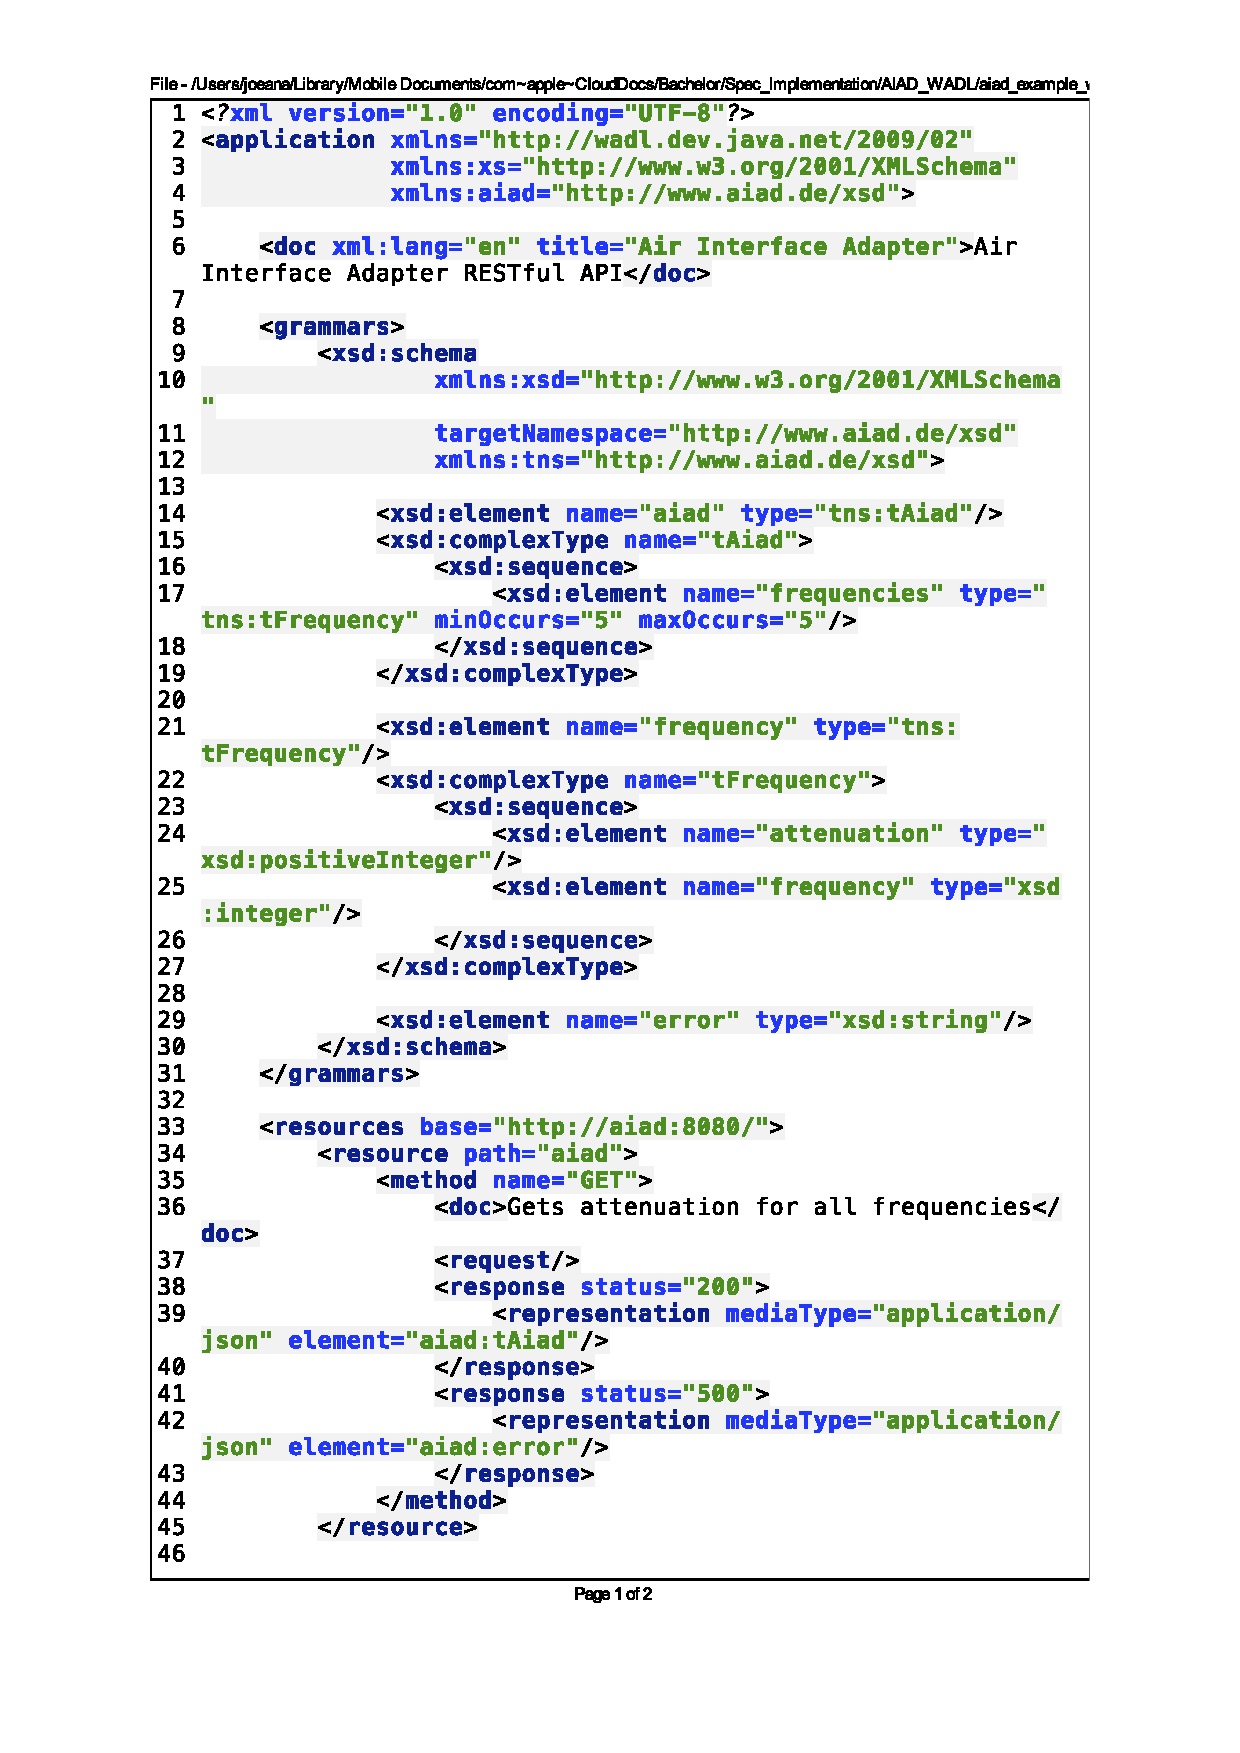 File - /Users/joeana/Library/Mobile Documents/com~apple~CloudDocs/Bachelor/Spec_Implementation/AIAD_WADL/aiad_example_
1 <?xml version="1.0" encoding="UTF-8"?>
2 <application xmlns="http://wadl.dev.java.net/2009/02"
3              xmlns:xs="http://www.w3.org/2001/XMLSchema"
4              xmlns:aiad="http://www.aiad.de/xsd">
5
6     <doc xml:lang="en" title="Air Interface Adapter">Air
Interface Adapter RESTful API</doc>
7
8     <grammars>
9         <xsd:schema
10                 xmlns:xsd="http://www.w3.org/2001/XMLSchema
"
11                 targetNamespace="http://www.aiad.de/xsd"
12                 xmlns:tns="http://www.aiad.de/xsd">
13
14             <xsd:element name="aiad" type="tns:tAiad"/>
15             <xsd:complexType name="tAiad">
16                 <xsd:sequence>
17                     <xsd:element name="frequencies" type="
tns:tFrequency" minOccurs="5" maxOccurs="5"/>
18                 </xsd:sequence>
19             </xsd:complexType>
20
21             <xsd:element name="frequency" type="tns:
tFrequency"/>
22             <xsd:complexType name="tFrequency">
23                 <xsd:sequence>
24                     <xsd:element name="attenuation" type="
xsd:positiveInteger"/>
25                     <xsd:element name="frequency" type="xsd
:integer"/>
26                 </xsd:sequence>
27             </xsd:complexType>
28
29             <xsd:element name="error" type="xsd:string"/>
30         </xsd:schema>
31     </grammars>
32
33     <resources base="http://aiad:8080/">
34         <resource path="aiad">
35             <method name="GET">
36                 <doc>Gets attenuation for all frequencies</
doc>
37                 <request/>
38                 <response status="200">
39                     <representation mediaType="application/
json" element="aiad:tAiad"/>
40                 </response>
41                 <response status="500">
42                     <representation mediaType="application/
json" element="aiad:error"/>
43                 </response>
44             </method>
45         </resource>
46
Page 1 of 2